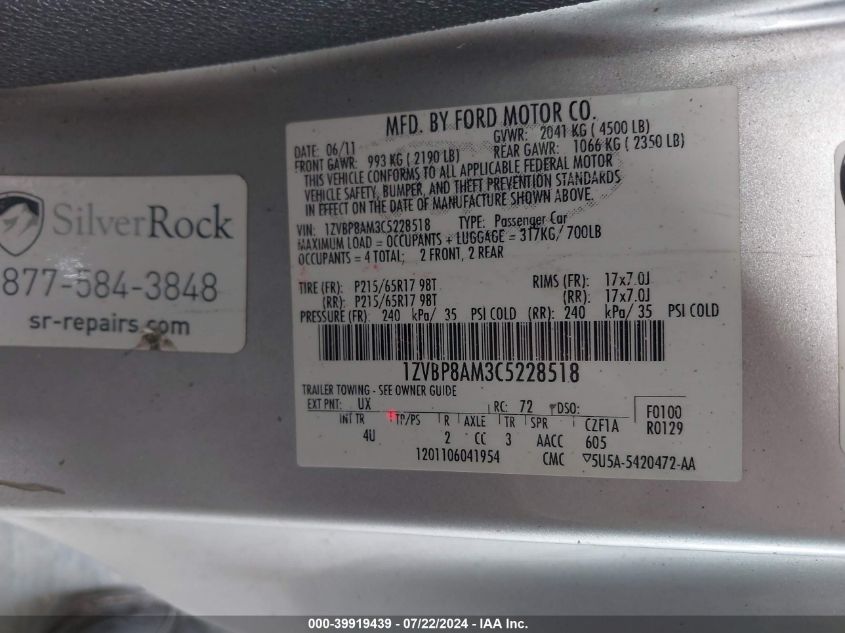 MFD. BY FORD MOTOR CO.
DATE: 06/11 GVWR: 2041 KG ( 4500 LB)
FRONT GAWR: 993 KG ( 2190 LB) REAR GAWR: 1066 KG ( 2350 LB)
THIS VEHICLE CONFORMS TO ALL APPLICABLE FEDERAL MOTOR
VEHICLE SAFETY, BUMPER, AND THEFT PREVENTION STANDARDS
IN EFFECT ON THE DATE OF MANUFACTURE SHOWN ABOVE.
VIN: 1ZVBP8AM3C5228518 TYPE: Passenger Car
MAXIMUM LOAD = OCCUPANTS + LUGGAGE = 317KG/ 700LB
OCCUPANTS = 4 TOTAL; 2 FRONT, 2 REAR
TIRE (FR): P215/65R17 98T RIMS (FR): 17x7.0J
(RR): P215/65R17 98T (RR): 17x7.0J
PRESSURE (FR): 240 kPa/ 35 PSI COLD (RR): 240 kPa/ 35 PSI COLD
1ZVBP8AM3C5228518
TRAILER TOWING - SEE OWNER GUIDE
EXT PNT: UX RC: 72 DSO: F0100
INT TR TP/PS R AXLE TR SPR CZF1A R0129
4U 2 CC 3 AACC 605
1201106041954 CMC ▽5U5A-5420472-AA
SilverRock
877-584-3848
sr-repairs.com
000-39919439 - 07/22/2024 - IAA Inc.